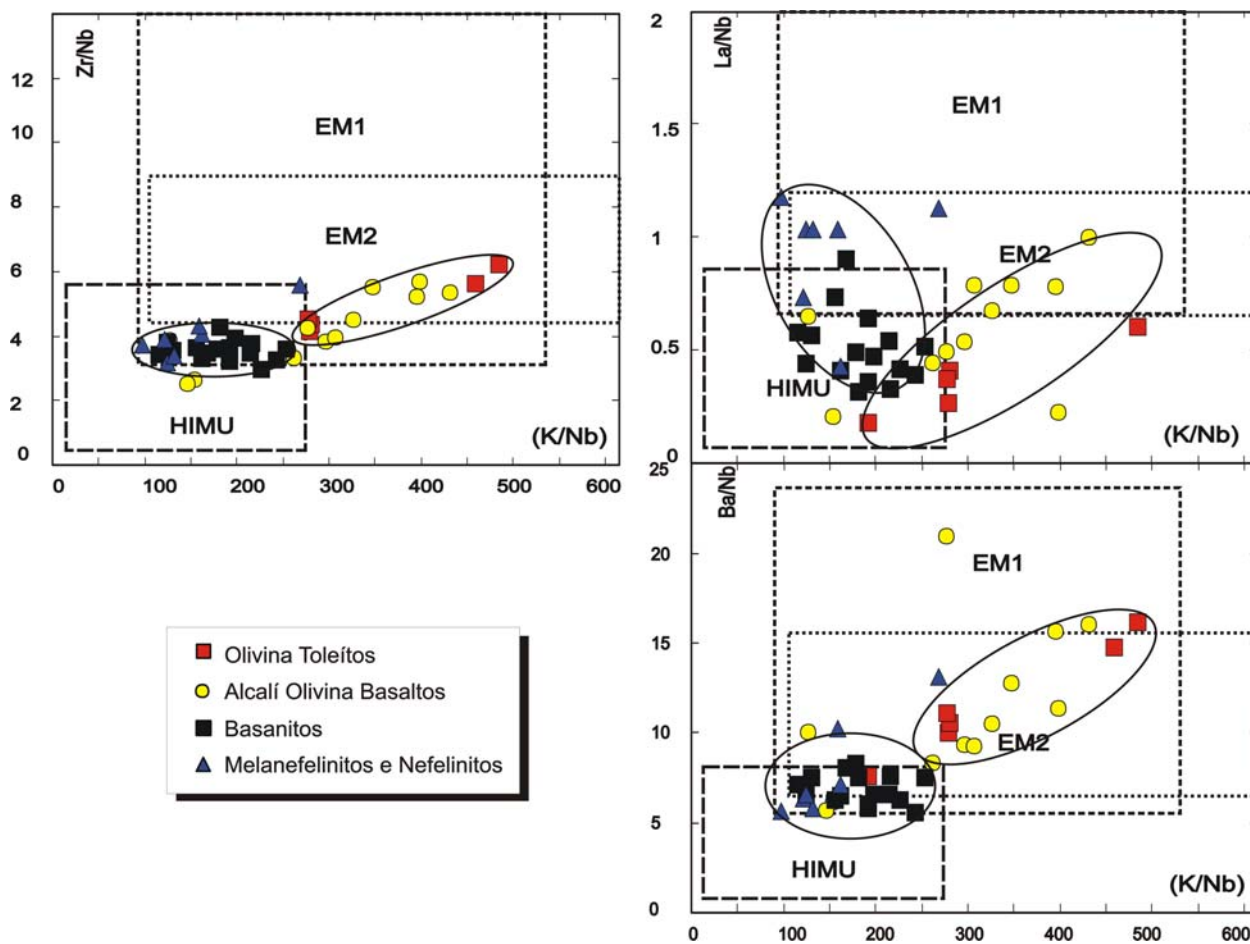 Zr/Nb
12
10
8
6
4
2
0
EM1
EM2
HIMU
(K/Nb)
0 100 200 300 400 500 600
La/Nb
2
1.5
1
0.5
0
EM1
EM2
HIMU
(K/Nb)
Ba/Nb
25
20
15
10
5
0
EM1
EM2
HIMU
(K/Nb)
0 100 200 300 400 500 600
Olivina Toleítos
Alcalí Olivina Basaltos
Basanitos
Melanefelinitos e Nefelinitos